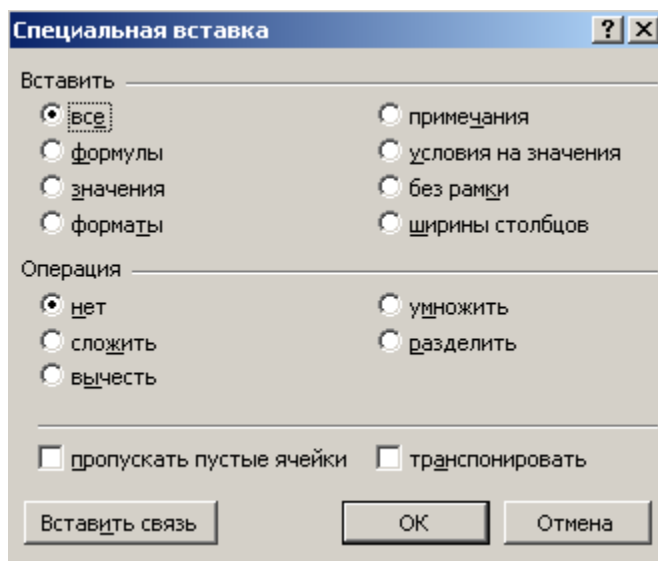 Специальная вставка
Вставить
все
примечания
формулы
условия на значения
значения
без рамки
форматы
ширины столбцов
Операция
нет
умножить
сложить
разделить
вычесть
пропускать пустые ячейки
транспонировать
Вставить связь
ОК
Отмена